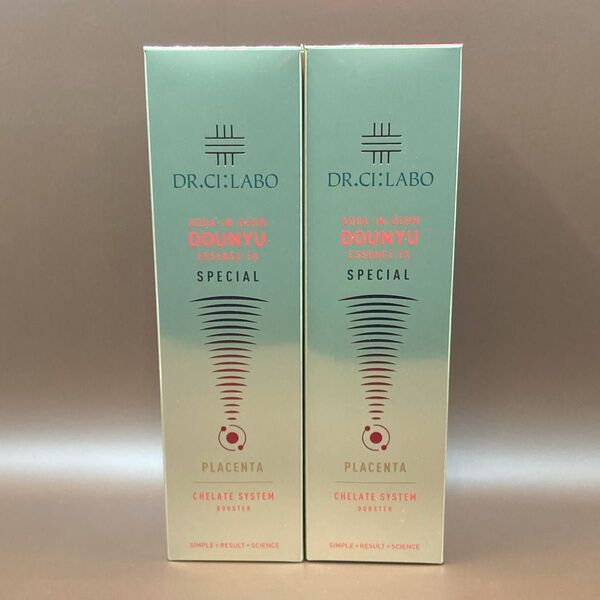 DR.CI:LABO
AQUA-IN-DERM
DOUNYU
ESSENCE EX
SPECIAL
PLACENTA
CHELATE SYSTEM
BOOSTER
SIMPLE + RESULT + SCIENCE
DR.CI:LABO
AQUA-IN-DERM
DOUNYU
ESSENCE EX
SPECIAL
PLACENTA
CHELATE SYSTEM
BOOSTER
SIMPLE + RESULT + SCIENCE